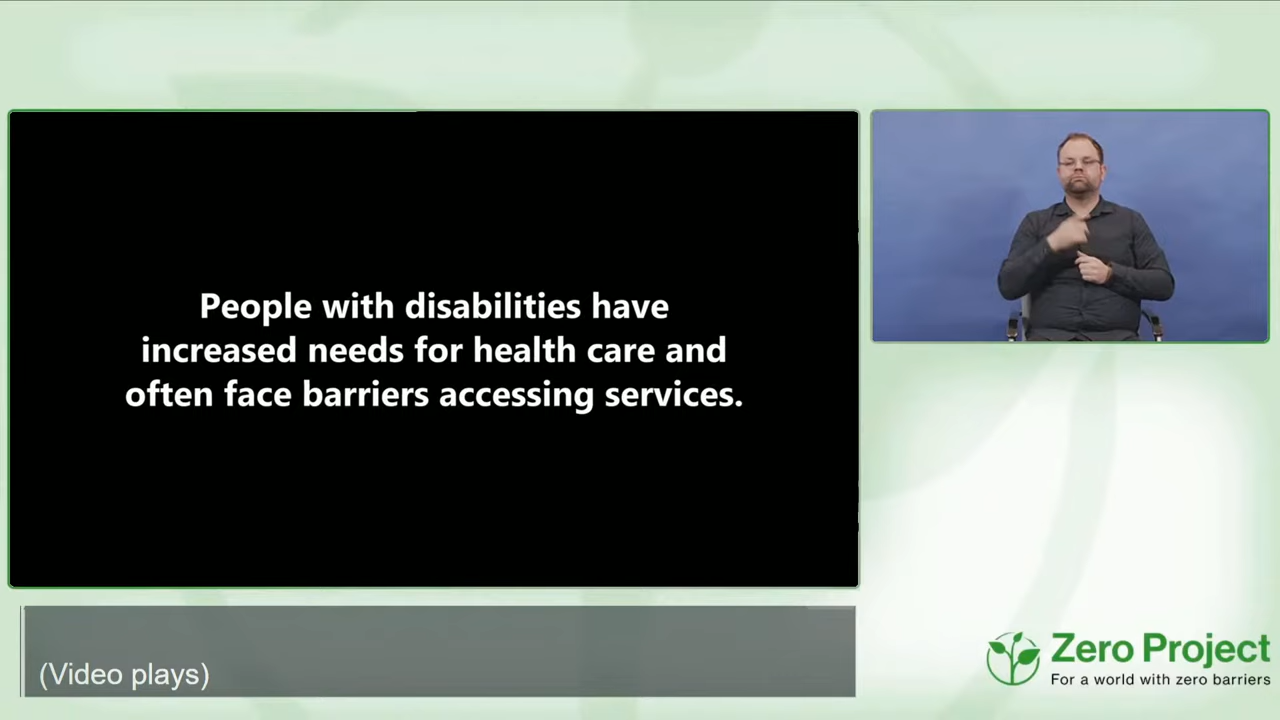 People with disabilities have
increased needs for health care and
often face barriers accessing services.
(Video plays)
Zero Project
For a world with zero barriers